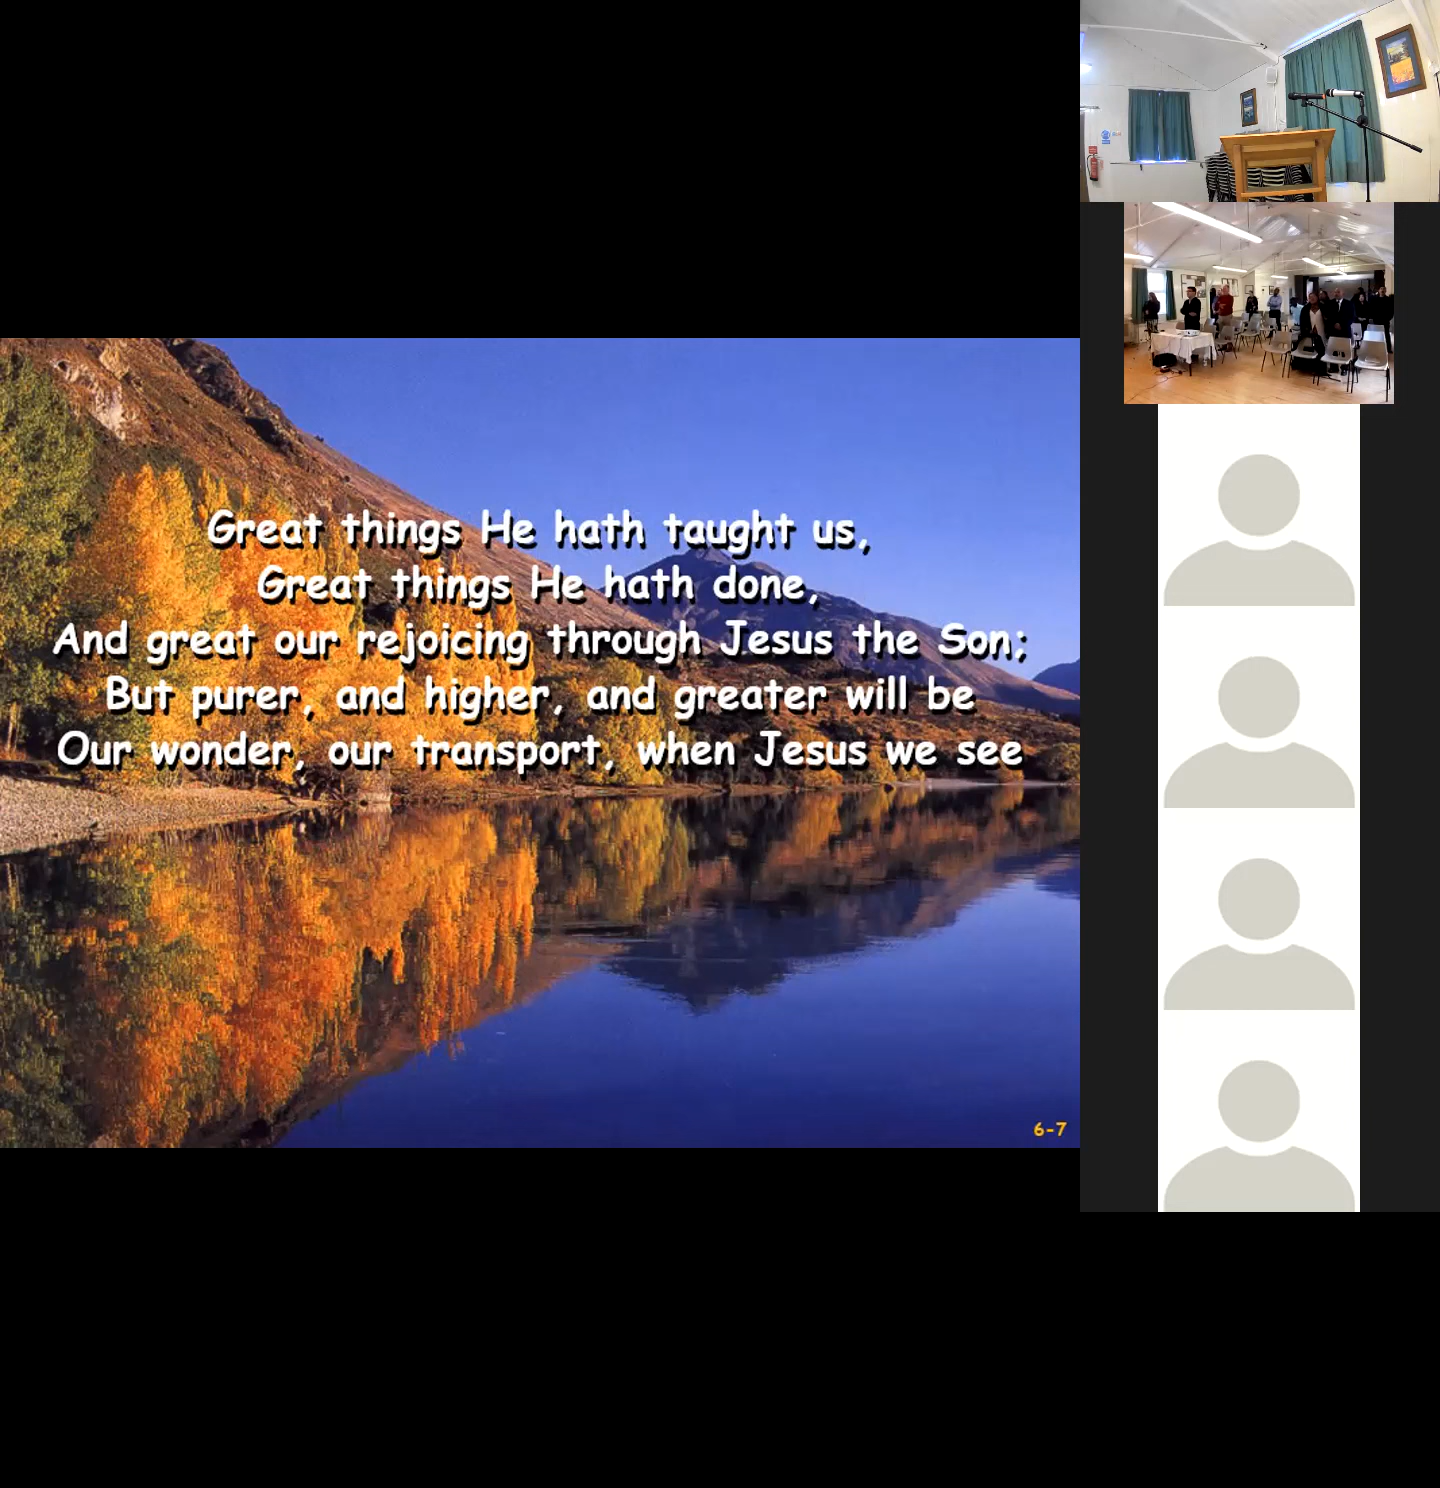 Great things He hath taught us,
Great things He hath done,
And great our rejoicing through Jesus the Son;
But purer, and higher, and greater will be
Our wonder, our transport, when Jesus we see
6-7